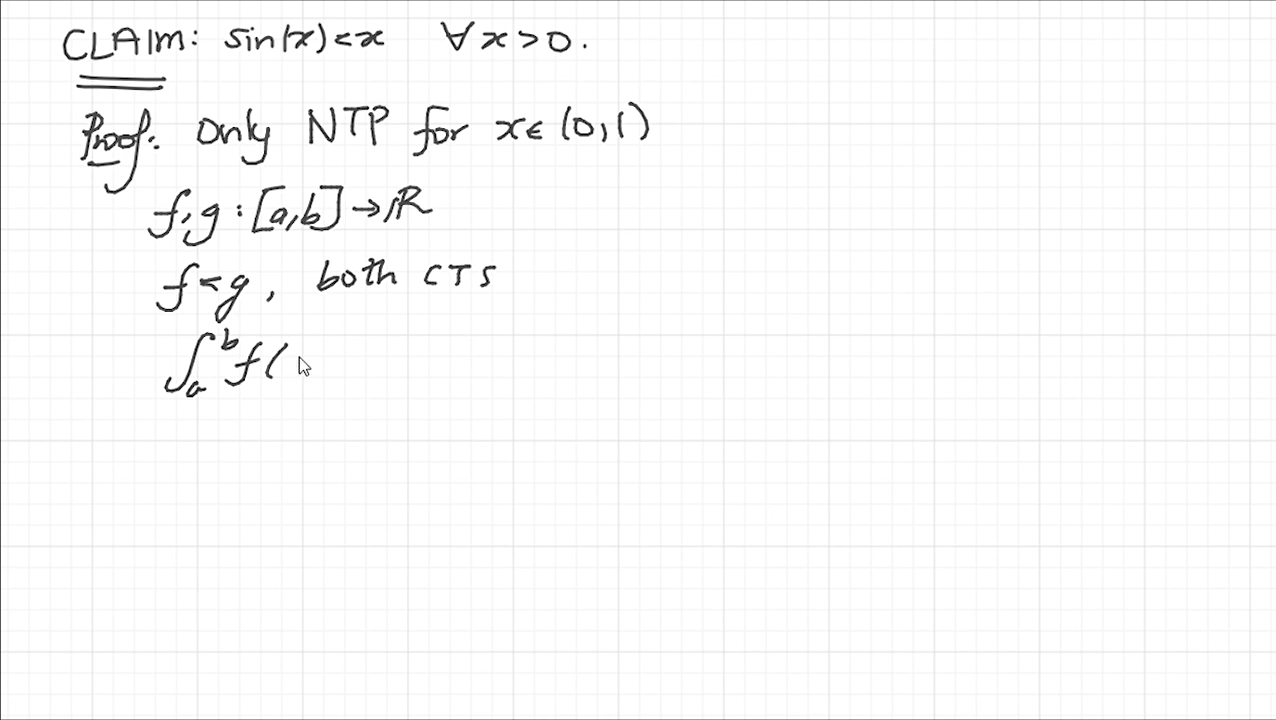 CLAIM: sin(x) < x ∀ x > 0.
Proof: Only NTP for x ∈ (0,1)
f, g : [a,b] → ℝ
f < g, both CTS
∫_a^b f(